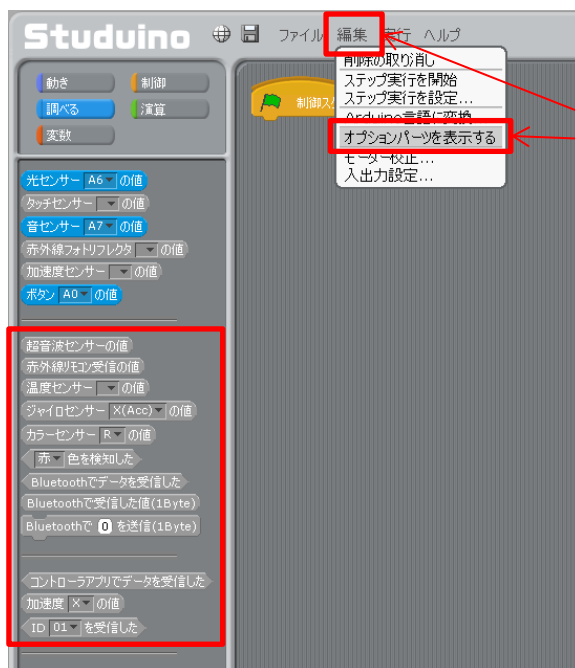 Studuino
ファイル 編集 実行 ヘルプ
動き 制御
調べる 演算
変数
削除の取り消し
ステップ実行を開始
ステップ実行を設定...
Arduino言語に変換
オプションパーツを表示する
モーター校正...
入出力設定...
制御ス
光センサー A6 の値
タッチセンサー の値
音センサー A7 の値
赤外線フォトリフレクタ の値
加速度センサー の値
ボタン A0 の値
超音波センサーの値
赤外線リモコン受信の値
温度センサー の値
ジャイロセンサー X(Acc) の値
カラーセンサー R の値
赤 色を検知した
Bluetoothでデータを受信した
Bluetoothで受信した値(1Byte)
Bluetoothで 0 を送信(1Byte)
コントローラアプリでデータを受信した
加速度 X の値
ID 01 を受信した